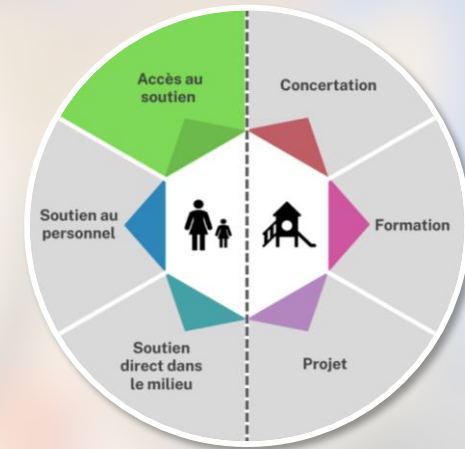 Accès au
soutien
Concertation
Soutien au
personnel
Formation
Soutien
direct dans
le milieu
Projet